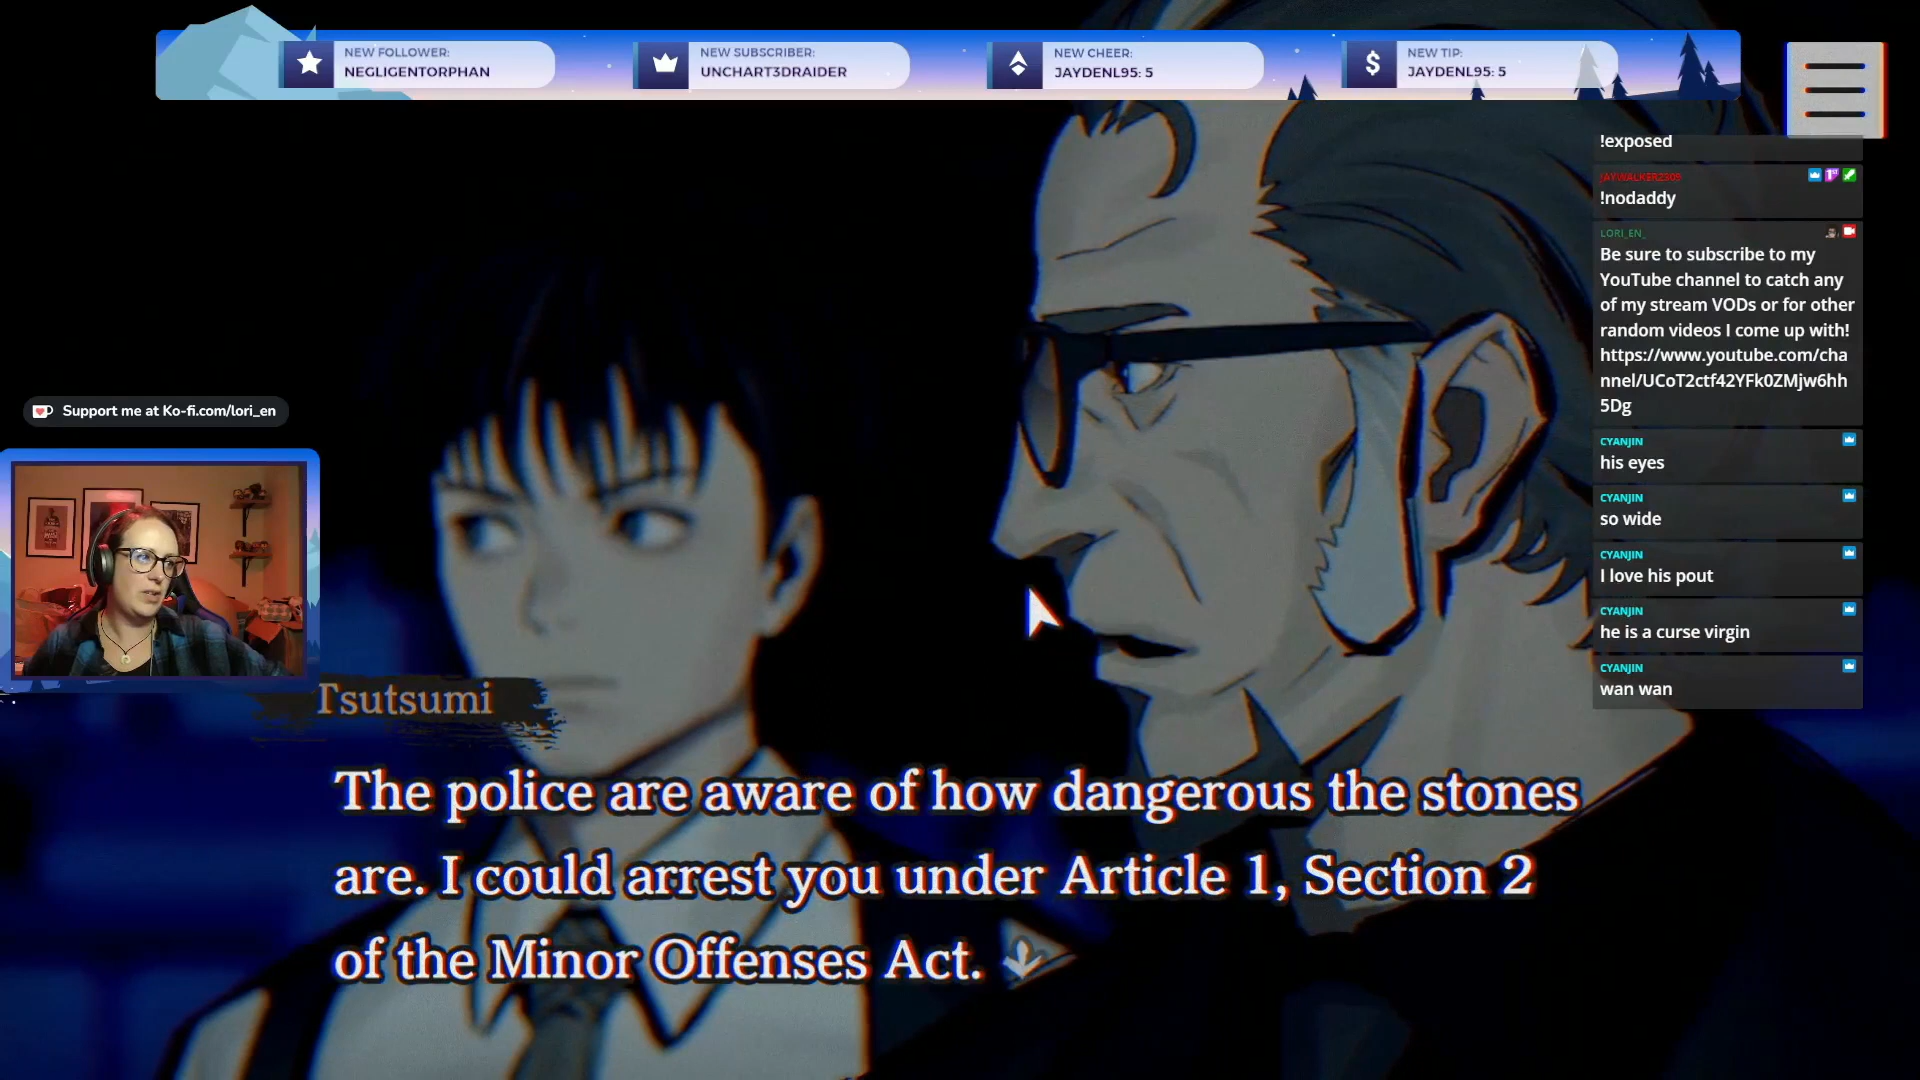 NEW FOLLOWER:
NEGLIGENTORPHAN
NEW SUBSCRIBER:
UNCHART3DRAIDER
NEW CHEER:
JAYDENL95: 5
NEW TIP:
JAYDENL95: 5
!exposed
!nodaddy
LORI_EN_
Be sure to subscribe to my
YouTube channel to catch any
of my stream VODs or for other
random videos I come up with!
https://www.youtube.com/cha
nnel/UCoT2ctf42YFk0ZMjw6hh
5Dg
CYANJIN
his eyes
CYANJIN
so wide
CYANJIN
I love his pout
CYANJIN
he is a curse virgin
CYANJIN
wan wan
Support me at Ko-fi.com/lori_en
Tsutsumi
The police are aware of how dangerous the stones
are. I could arrest you under Article 1, Section 2
of the Minor Offenses Act.